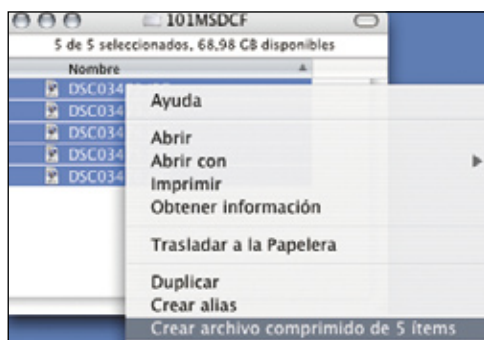 101MSDCF
5 de 5 seleccionados, 68,98 GB disponibles
Nombre
DSC034
DSC034
DSC034
DSC034
Ayuda
Abrir
Abrir con
Imprimir
Obtener información
Trasladar a la Papelera
Duplicar
Crear alias
Crear archivo comprimido de 5 ítems